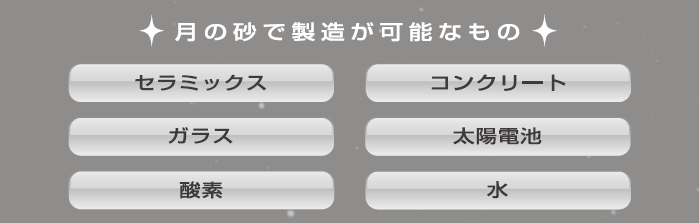 月の砂で製造が可能なもの
セラミックス
コンクリート
ガラス
太陽電池
酸素
水